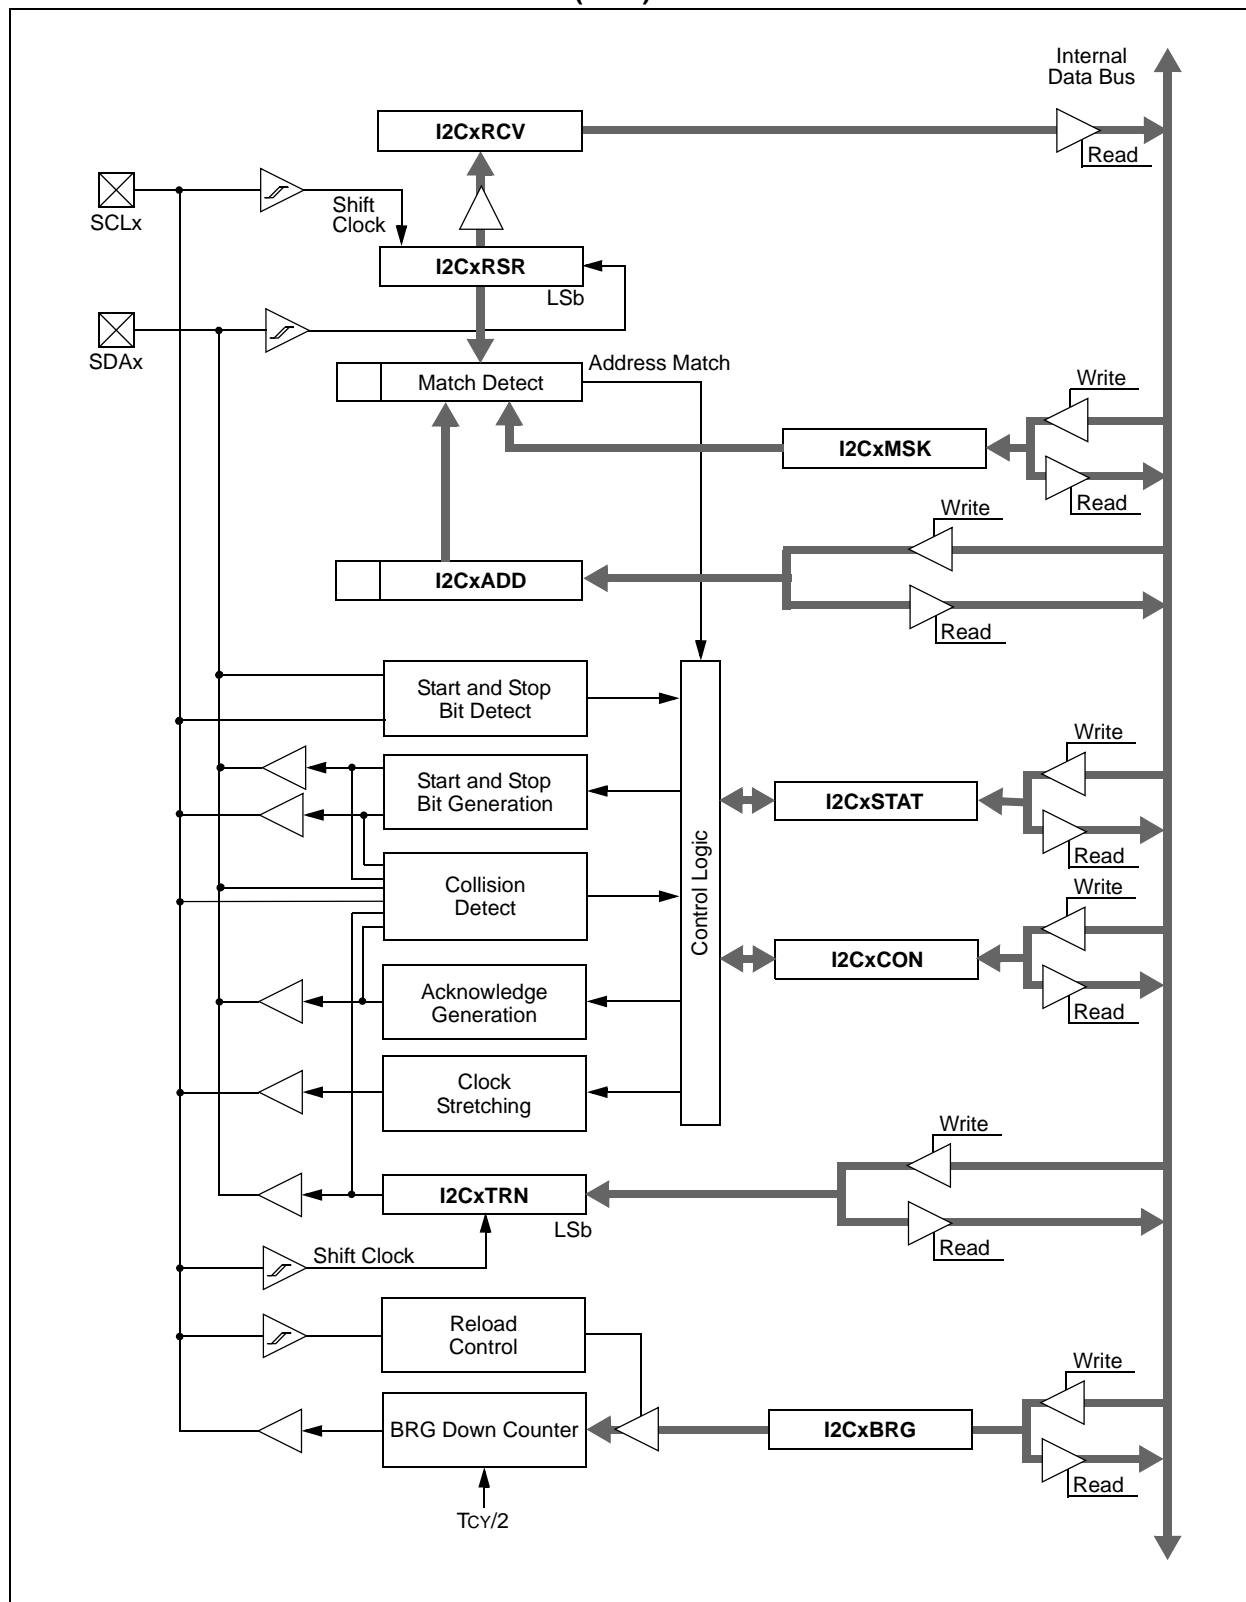 Internal
Data Bus
I2CxRCV
Read
SCLx
Shift
Clock
I2CxRSR
LSb
SDAx
Address Match
Match Detect
Write
I2CxMSK
Read
Write
I2CxADD
Read
Start and Stop
Bit Detect
Write
Start and Stop
Bit Generation
I2CxSTAT
Read
Control Logic
Collision
Detect
Write
I2CxCON
Acknowledge
Generation
Read
Clock
Stretching
Write
I2CxTRN
LSb
Read
Shift Clock
Reload
Control
Write
BRG Down Counter
I2CxBRG
Read
TCY/2